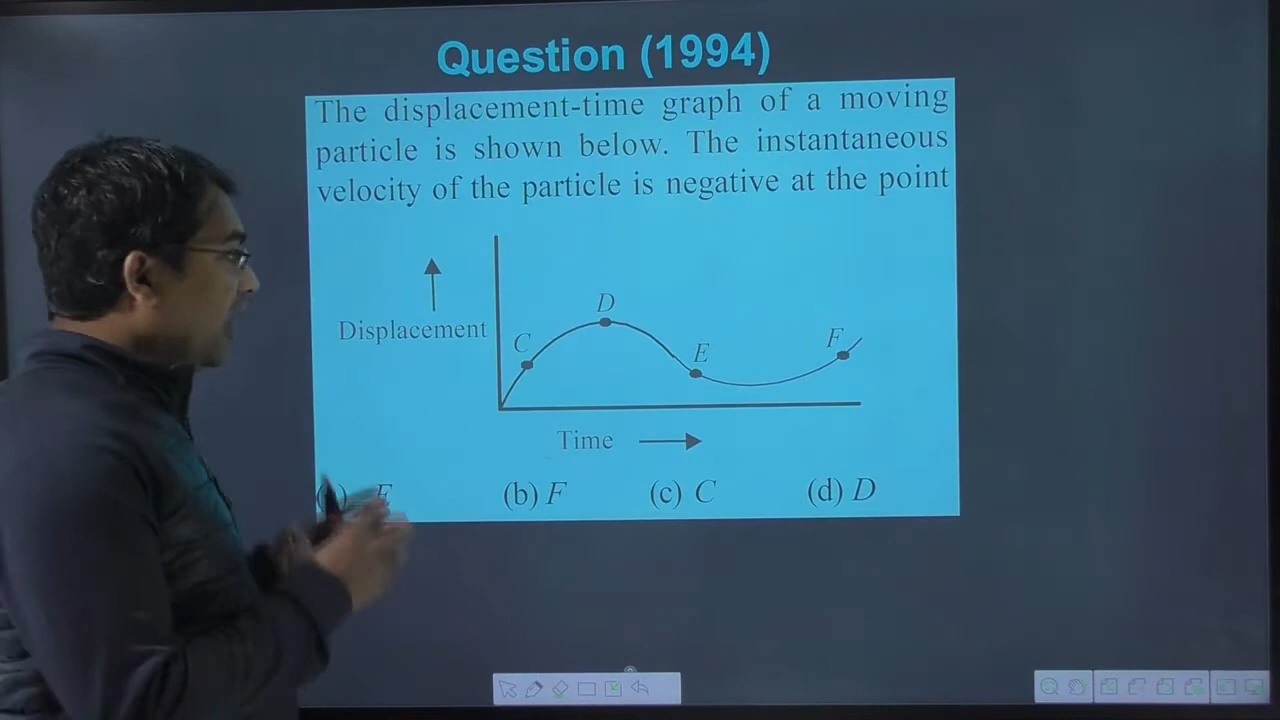 Question (1994)
The displacement-time graph of a moving
particle is shown below. The instantaneous
velocity of the particle is negative at the point
D
C
F
Displacement
E
Time
E (b) F (c) C (d) D